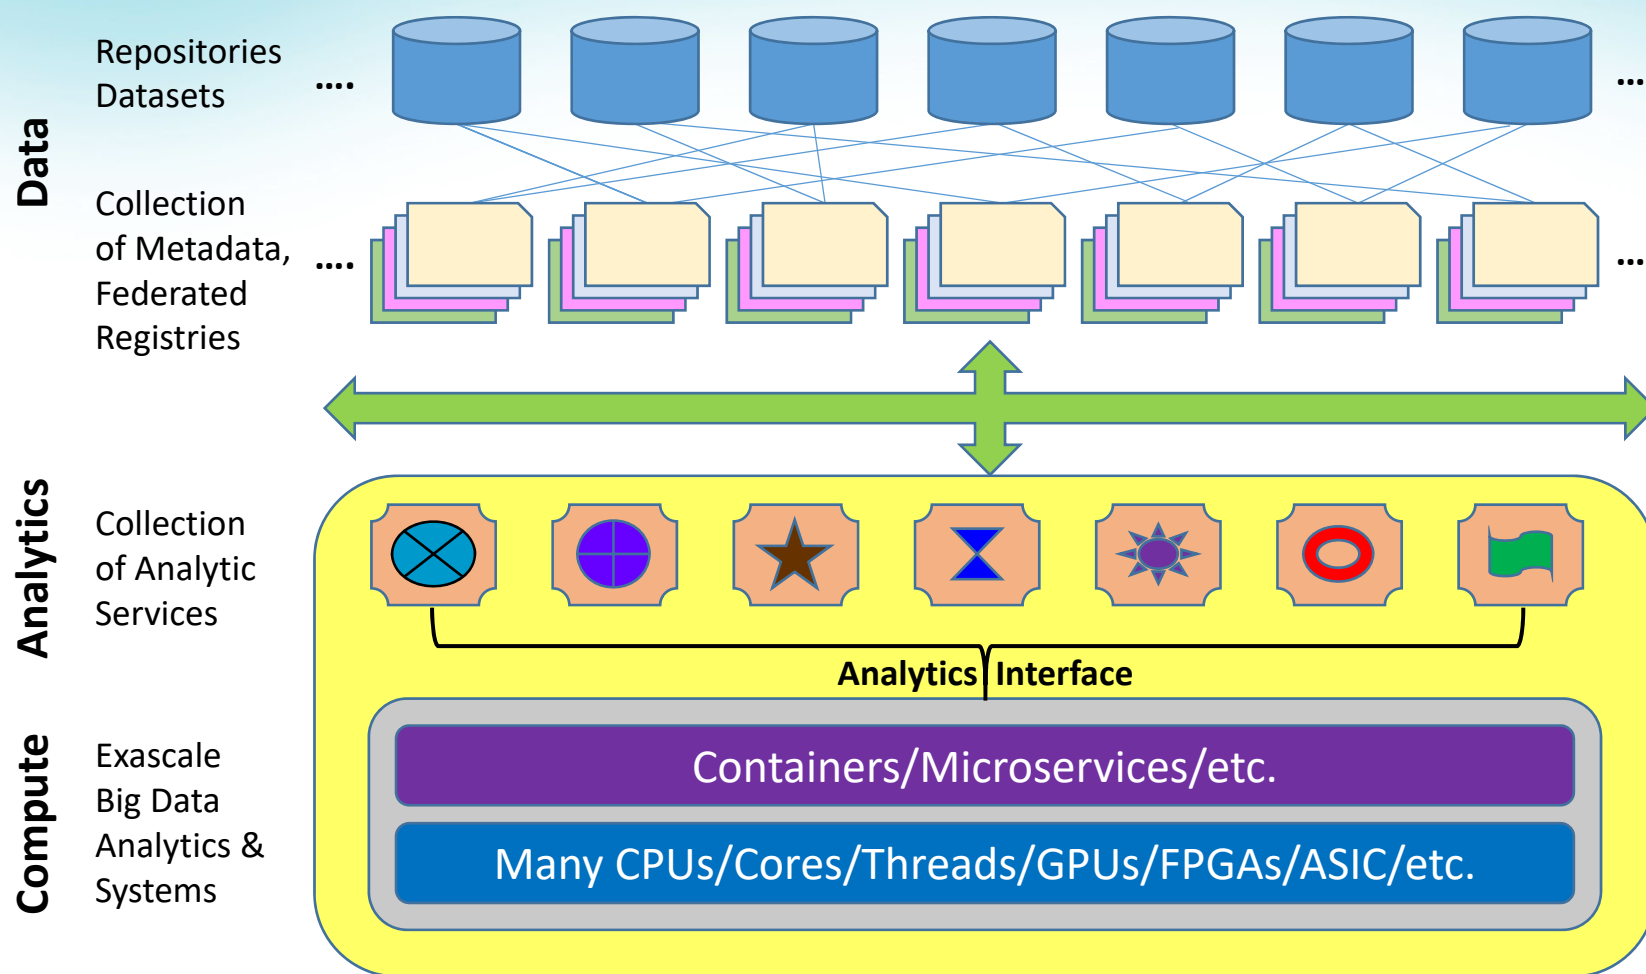 Data
Repositories
Datasets
....
...
Collection
of Metadata,
Federated
Registries
....
...
Analytics
Collection
of Analytic
Services
Analytics Interface
Compute
Exascale
Big Data
Analytics &
Systems
Containers/Microservices/etc.
Many CPUs/Cores/Threads/GPUs/FPGAs/ASIC/etc.